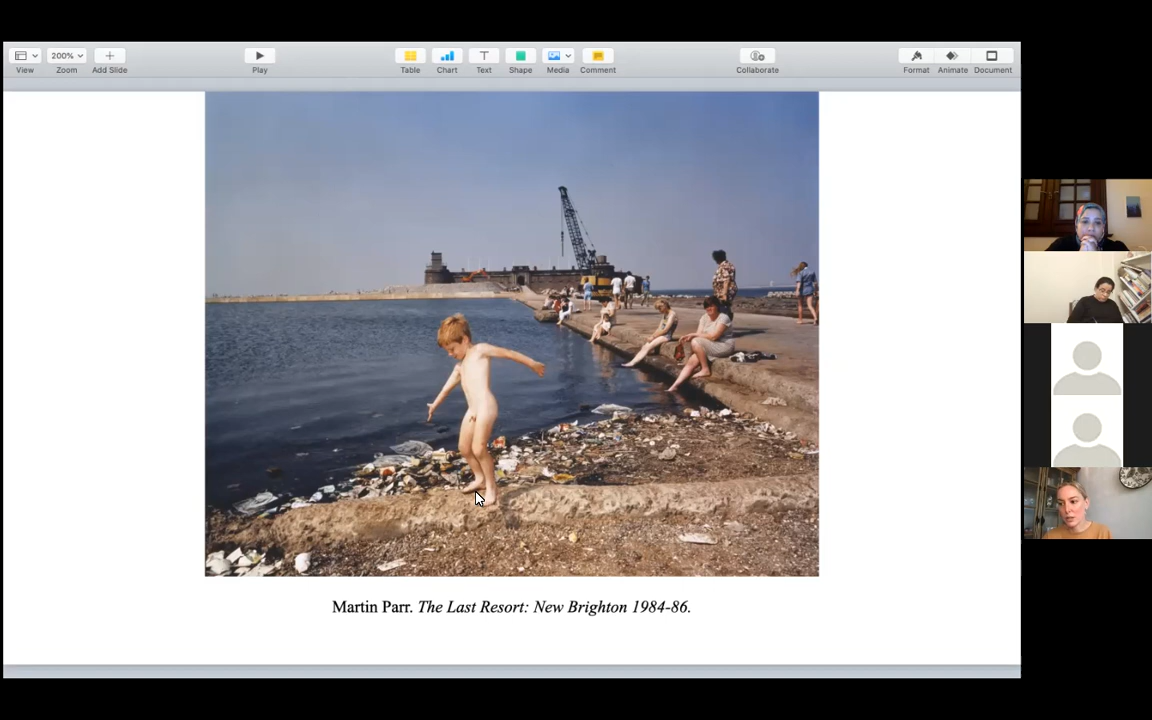 200%
View
Zoom
Add Slide
Play
Table
Chart
Text
Shape
Media
Comment
Collaborate
Format
Animate
Document
Martin Parr. The Last Resort: New Brighton 1984-86.